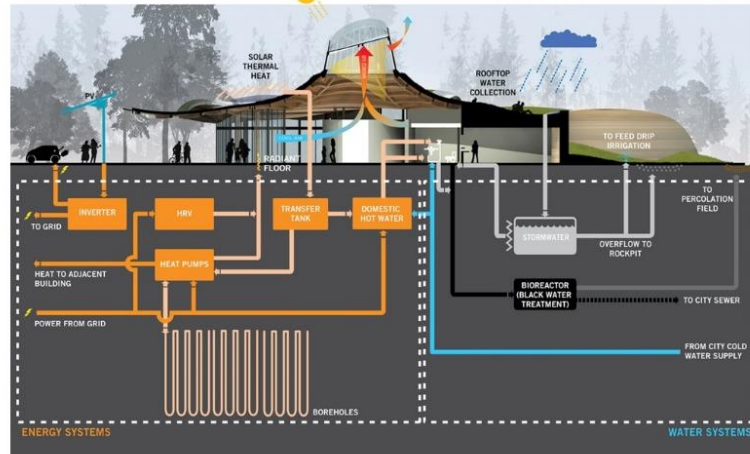 SOLAR
THERMAL
HEAT
ROOFTOP
WATER
COLLECTION
PV
COOL AIR
RADIANT
FLOOR
TO FEED DRIP
IRRIGATION
INVERTER
HRV
TRANSFER
TANK
DOMESTIC
HOT WATER
TO
PERCOLATION
FIELD
TO GRID
STORMWATER
OVERFLOW TO
ROCKPIT
HEAT PUMPS
HEAT TO ADJACENT
BUILDING
BIOREACTOR
(BLACK WATER
TREATMENT)
TO CITY SEWER
POWER FROM GRID
FROM CITY COLD
WATER SUPPLY
BOREHOLES
ENERGY SYSTEMS
WATER SYSTEMS